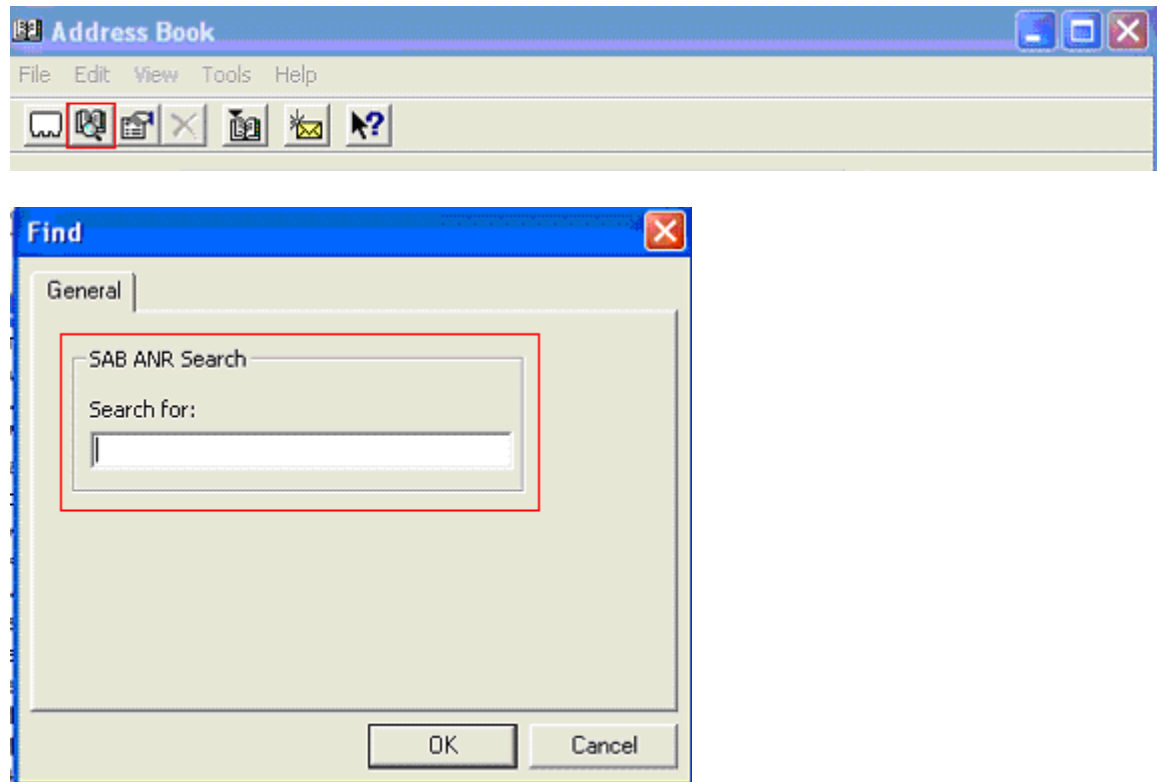 Address Book
File Edit View Tools Help
Find
General
SAB ANR Search
Search for:
OK Cancel